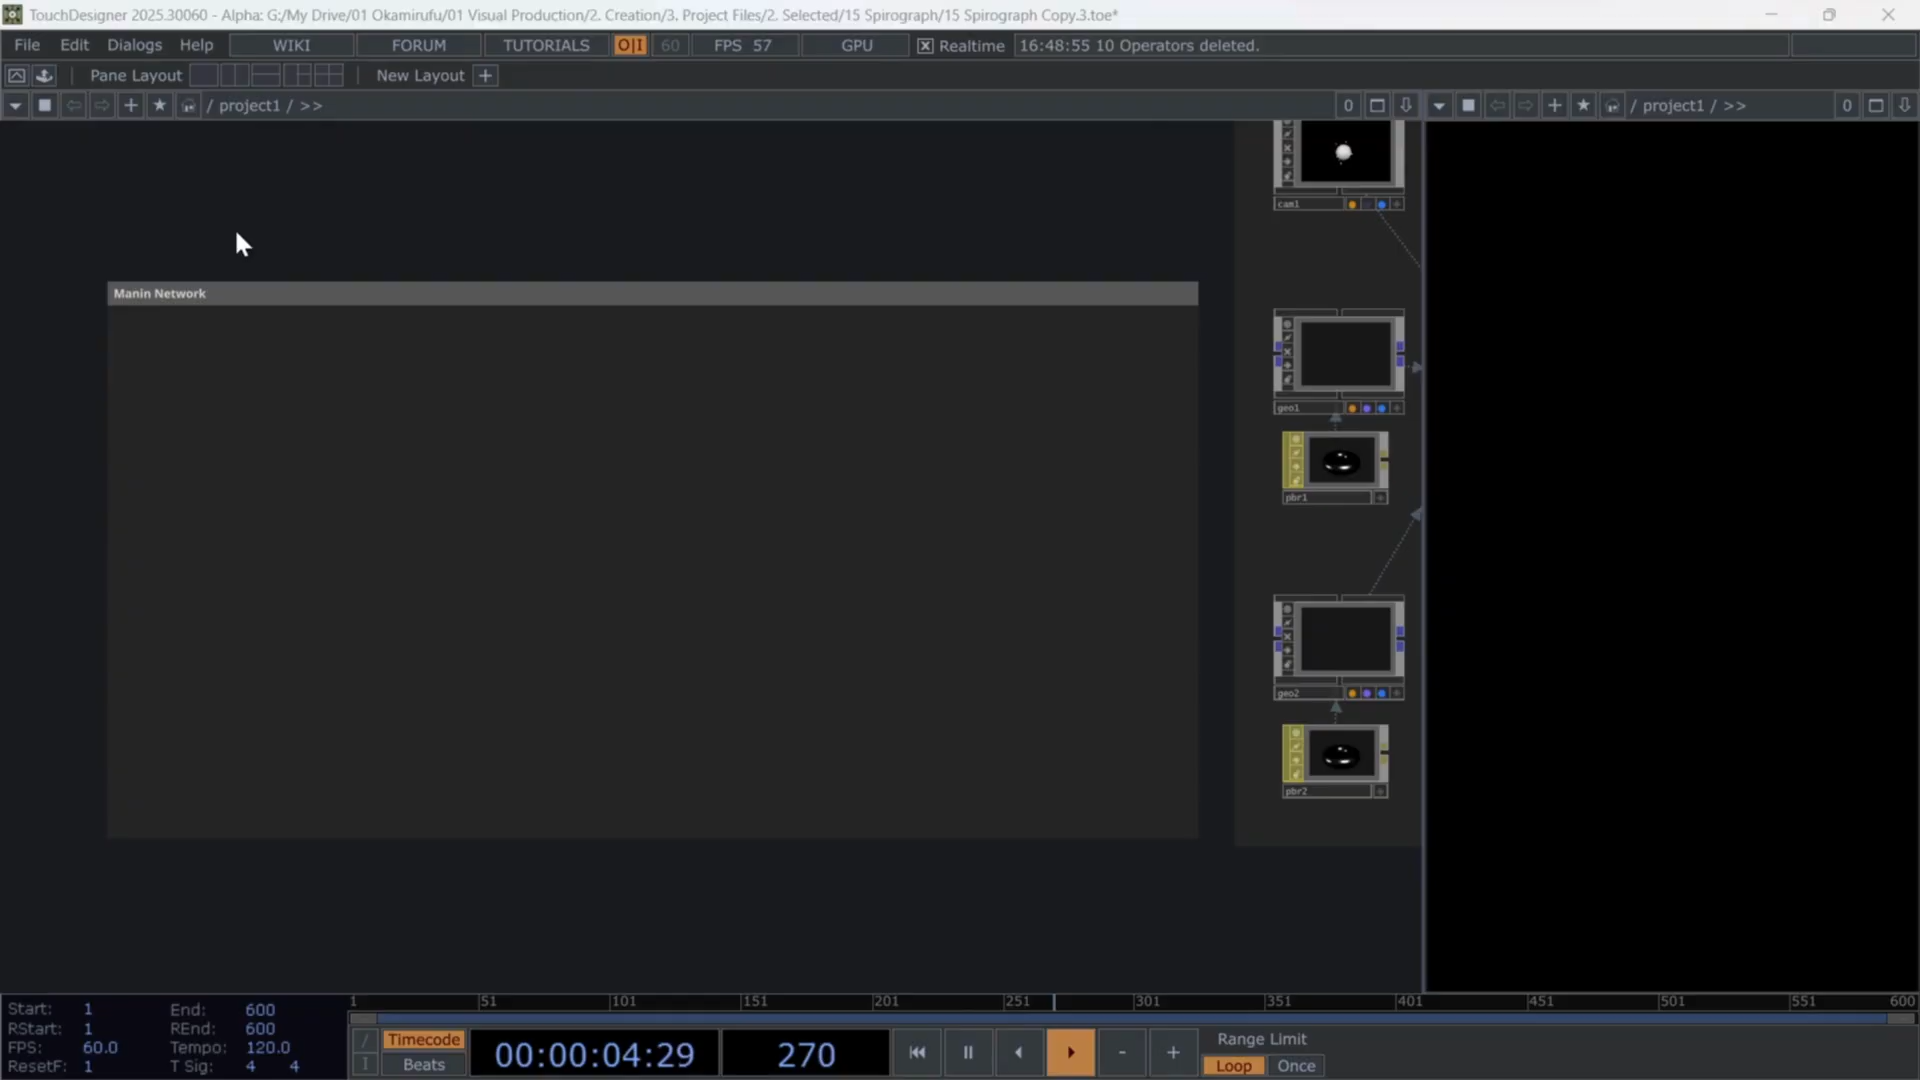 TouchDesigner 2025.30060 - Alpha: G:/My Drive/01 Okamirufu/01 Visual Production/2. Creation/3. Project Files/2. Selected/15 Spirograph/15 Spirograph Copy.3.toe*
File Edit Dialogs Help WIKI FORUM TUTORIALS O|I 60 FPS 57 GPU Realtime 16:48:55 10 Operators deleted.
Pane Layout New Layout +
/ project1 / >> 0 / project1 / >> 0
cam1
Manin Network
geo1
pbr1
geo2
pbr2
1 51 101 151 201 251 301 351 401 451 501 551 600
Start: 1 End: 600
RStart: 1 REnd: 600
FPS: 60.0 Tempo: 120.0
ResetF: 1 T Sig: 4 4
/ Timecode
I Beats
00:00:04:29 270
- +
Range Limit
Loop Once